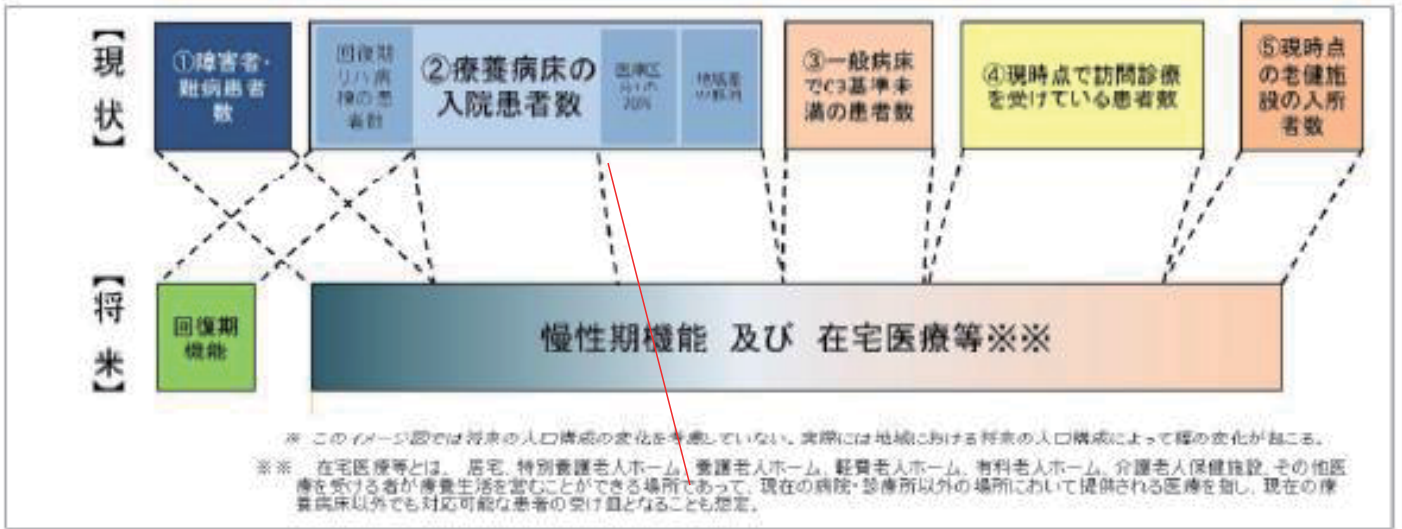 【現状】
①障害者・
難病患者
数
回復期
リハ病
棟の患
者数
②療養病床の
入院患者数
医療区
分1の
70%
地域差
の解消
③一般病床
でC3基準未
満の患者数
④現時点で訪問診療
を受けている患者数
⑤現時点
の老健施
設の入所
者数
【将来】
回復期
機能
慢性期機能 及び 在宅医療等※※
※ このイメージ図では将来の人口構成の変化を考慮していない。実際には地域における将来の人口構成によって幅の変化が起こる。
※※ 在宅医療等とは、居宅、特別養護老人ホーム、養護老人ホーム、軽費老人ホーム、有料老人ホーム、介護老人保健施設、その他医
療を受ける者が療養生活を営むことができる場所であって、現在の病院・診療所以外の場所において提供される医療を指し、現在の療
養病床以外でも対応可能な患者の受け皿となることも想定。